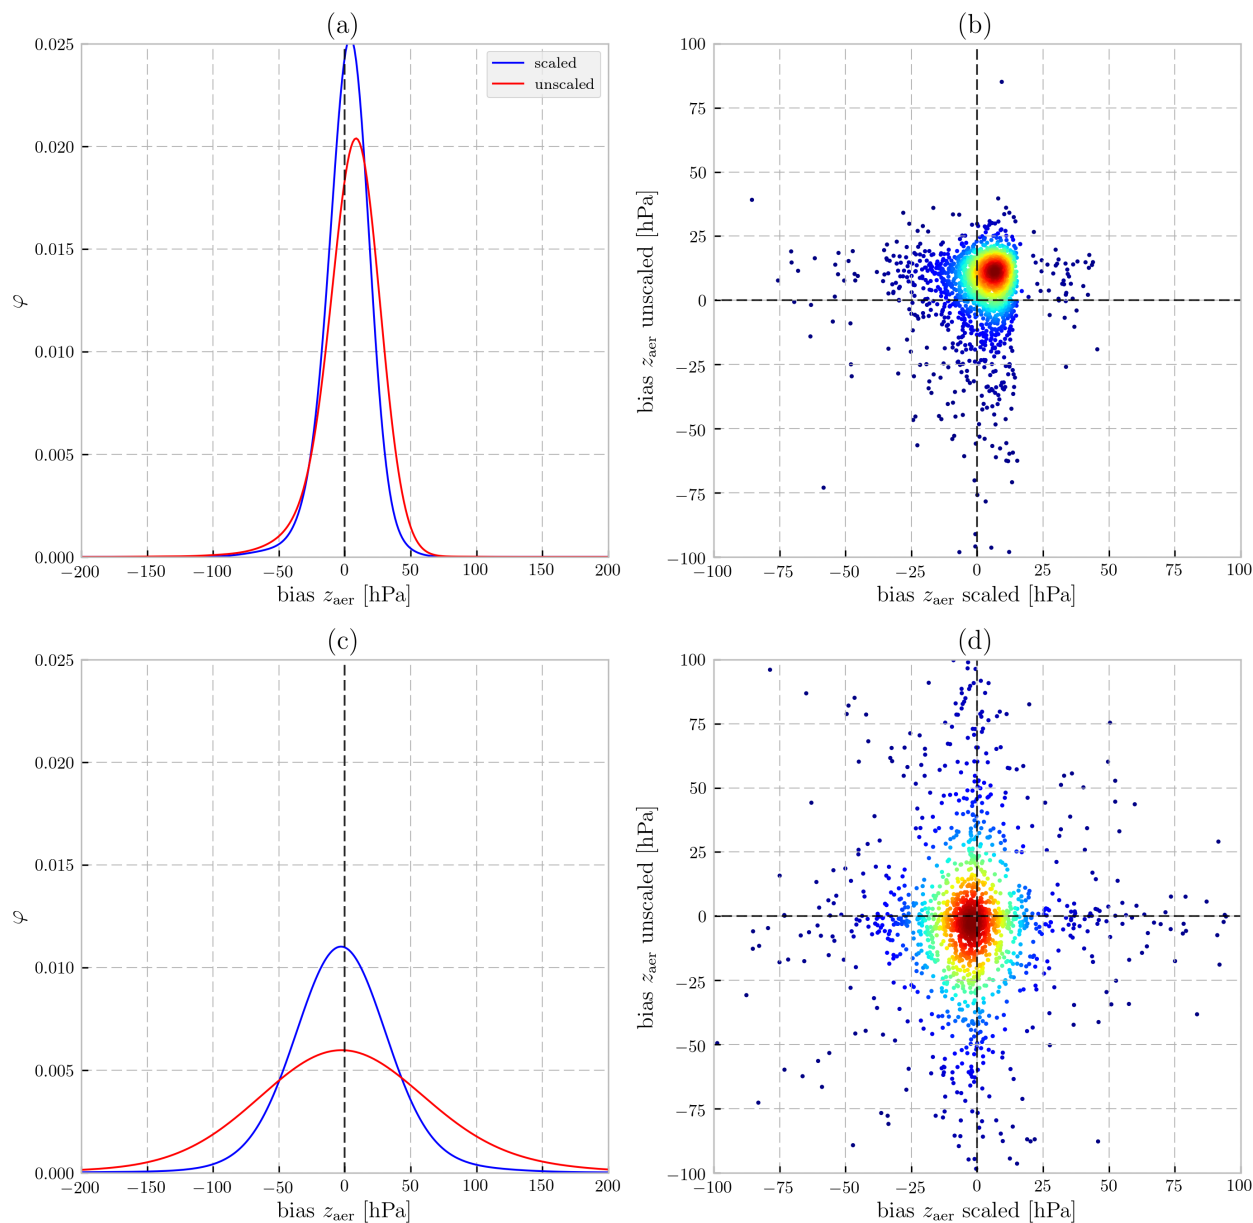 (a)
0.025
0.020
0.015
0.010
0.005
0.000
φ
scaled
unscaled
−200 −150 −100 −50 0 50 100 150 200
bias z_aer [hPa]
(b)
100
75
50
25
0
−25
−50
−75
−100
bias z_aer unscaled [hPa]
−100 −75 −50 −25 0 25 50 75 100
bias z_aer scaled [hPa]
(c)
0.025
0.020
0.015
0.010
0.005
0.000
φ
−200 −150 −100 −50 0 50 100 150 200
bias z_aer [hPa]
(d)
100
75
50
25
0
−25
−50
−75
−100
bias z_aer unscaled [hPa]
−100 −75 −50 −25 0 25 50 75 100
bias z_aer scaled [hPa]